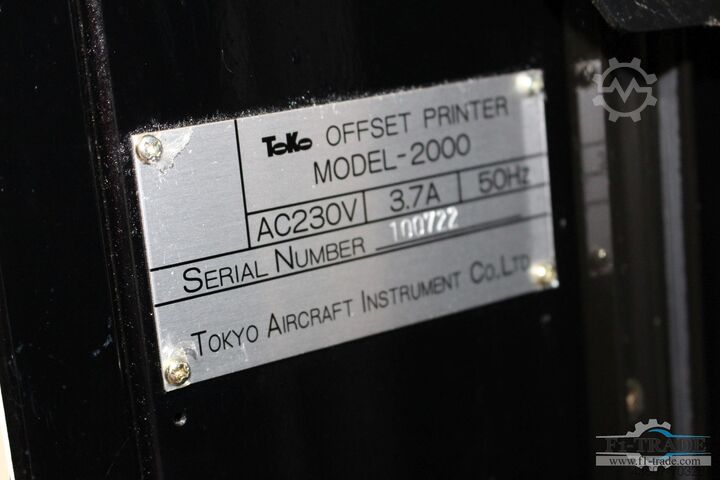 ToKo OFFSET PRINTER
MODEL-2000
AC230V 3.7A 50Hz
SERIAL NUMBER 100722
TOKYO AIRCRAFT INSTRUMENT CO.LTD
F1-TRADE
www.f1-trade.com